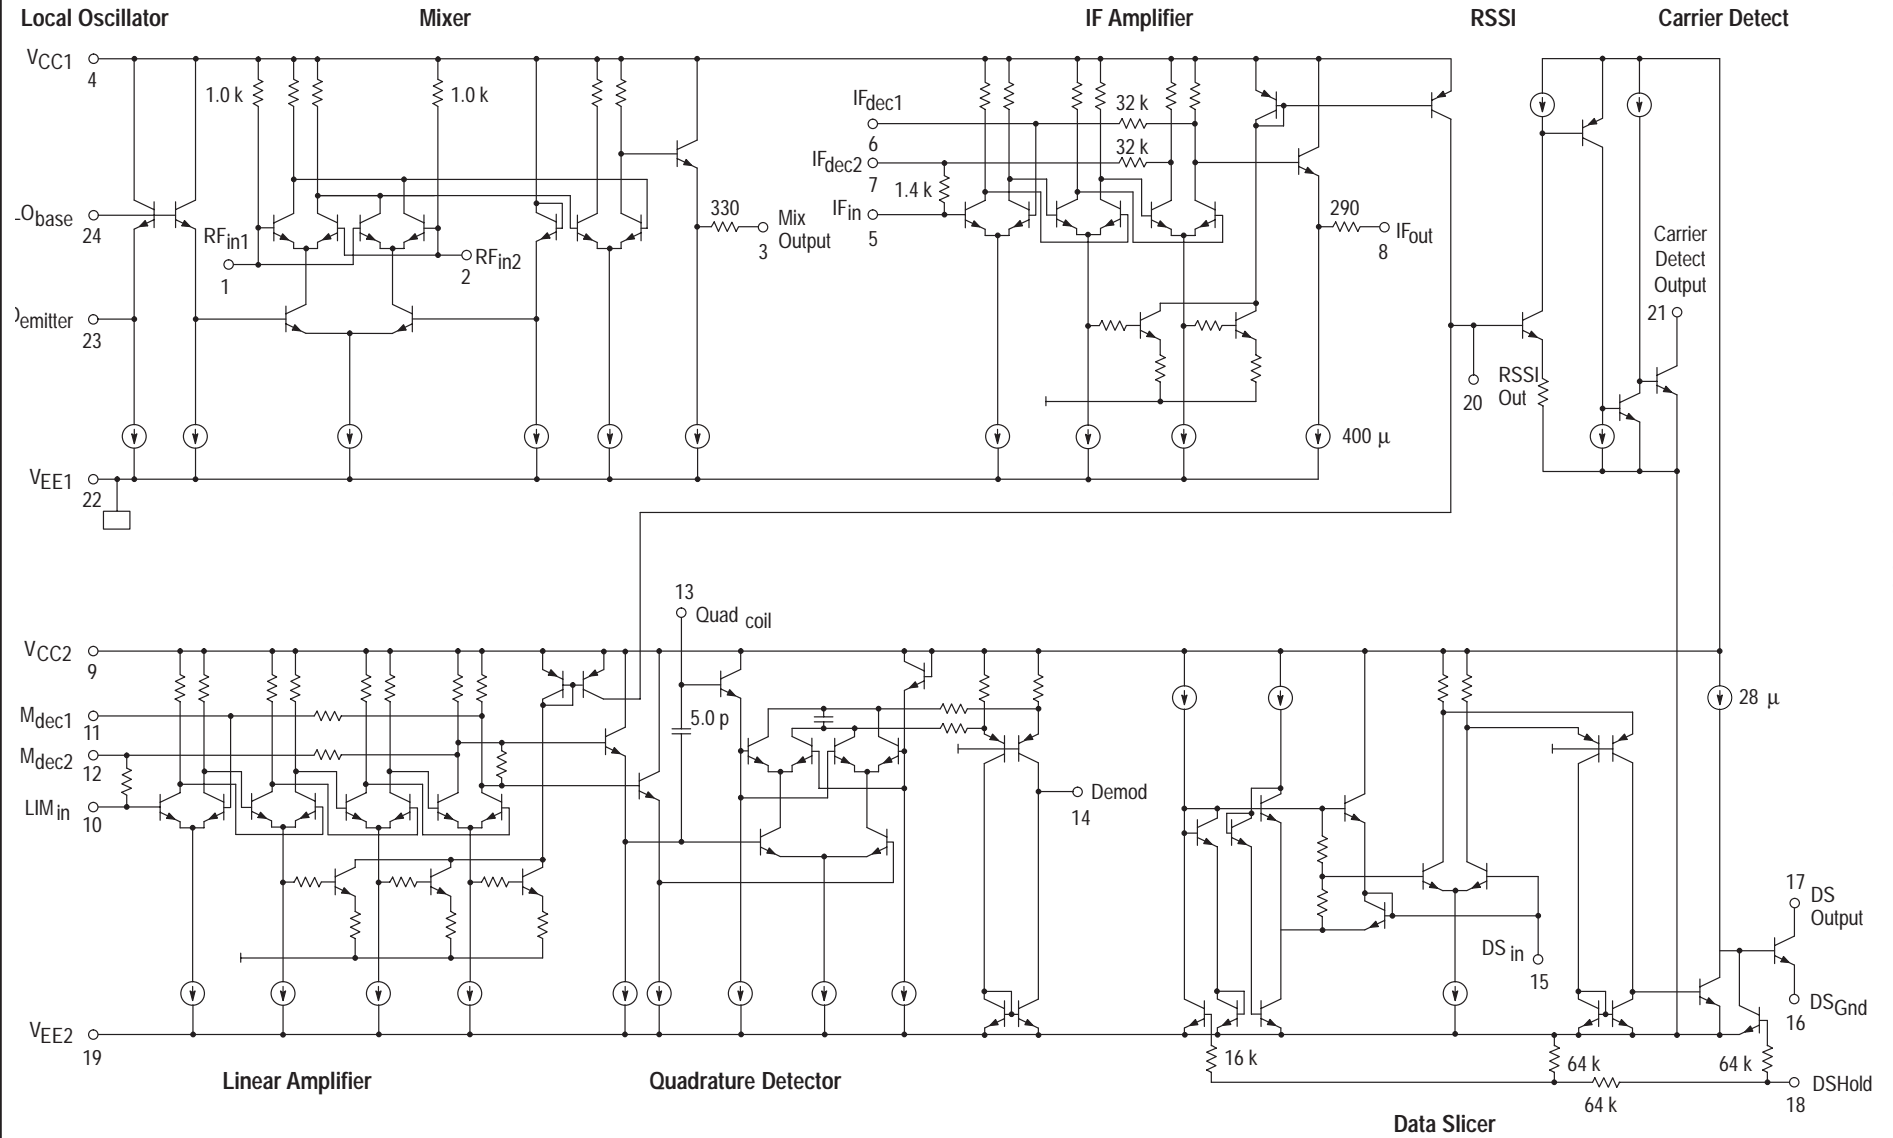 Local Oscillator
Mixer
IF Amplifier
RSSI
Carrier Detect
VCC1
4
1.0 k
1.0 k
IFdec1
6
32 k
IFdec2
7
32 k
1.4 k
IFin
5
Obase
24
RFin1
1
RFin2
2
330
Mix
Output
3
290
IFout
8
Carrier
Detect
Output
21
emitter
23
RSSI
Out
20
400 µ
VEE1
22
13
Quad coil
VCC2
9
Mdec1
11
Mdec2
12
LIMin
10
5.0 p
Demod
14
28 µ
DS in
15
17
DS
Output
DSGnd
16
VEE2
19
16 k
64 k
64 k
64 k
DSHold
18
Linear Amplifier
Quadrature Detector
Data Slicer